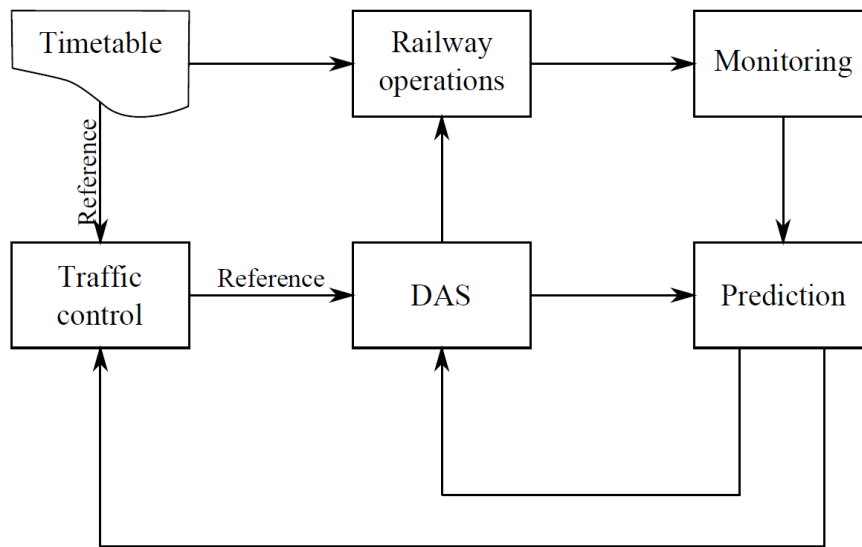 Timetable
Railway
operations
Monitoring
Reference
Traffic
control
Reference
DAS
Prediction